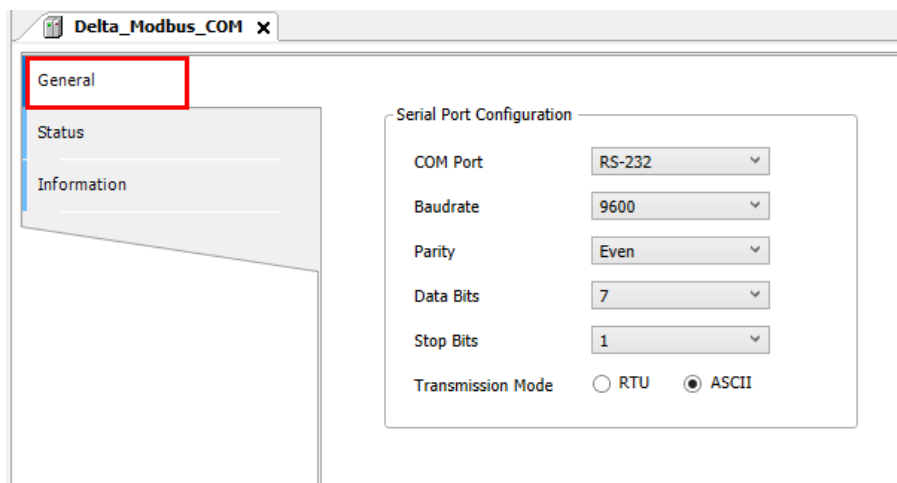 Delta_Modbus_COM x
General
Status
Information
Serial Port Configuration
COM Port RS-232
Baudrate 9600
Parity Even
Data Bits 7
Stop Bits 1
Transmission Mode RTU ASCII